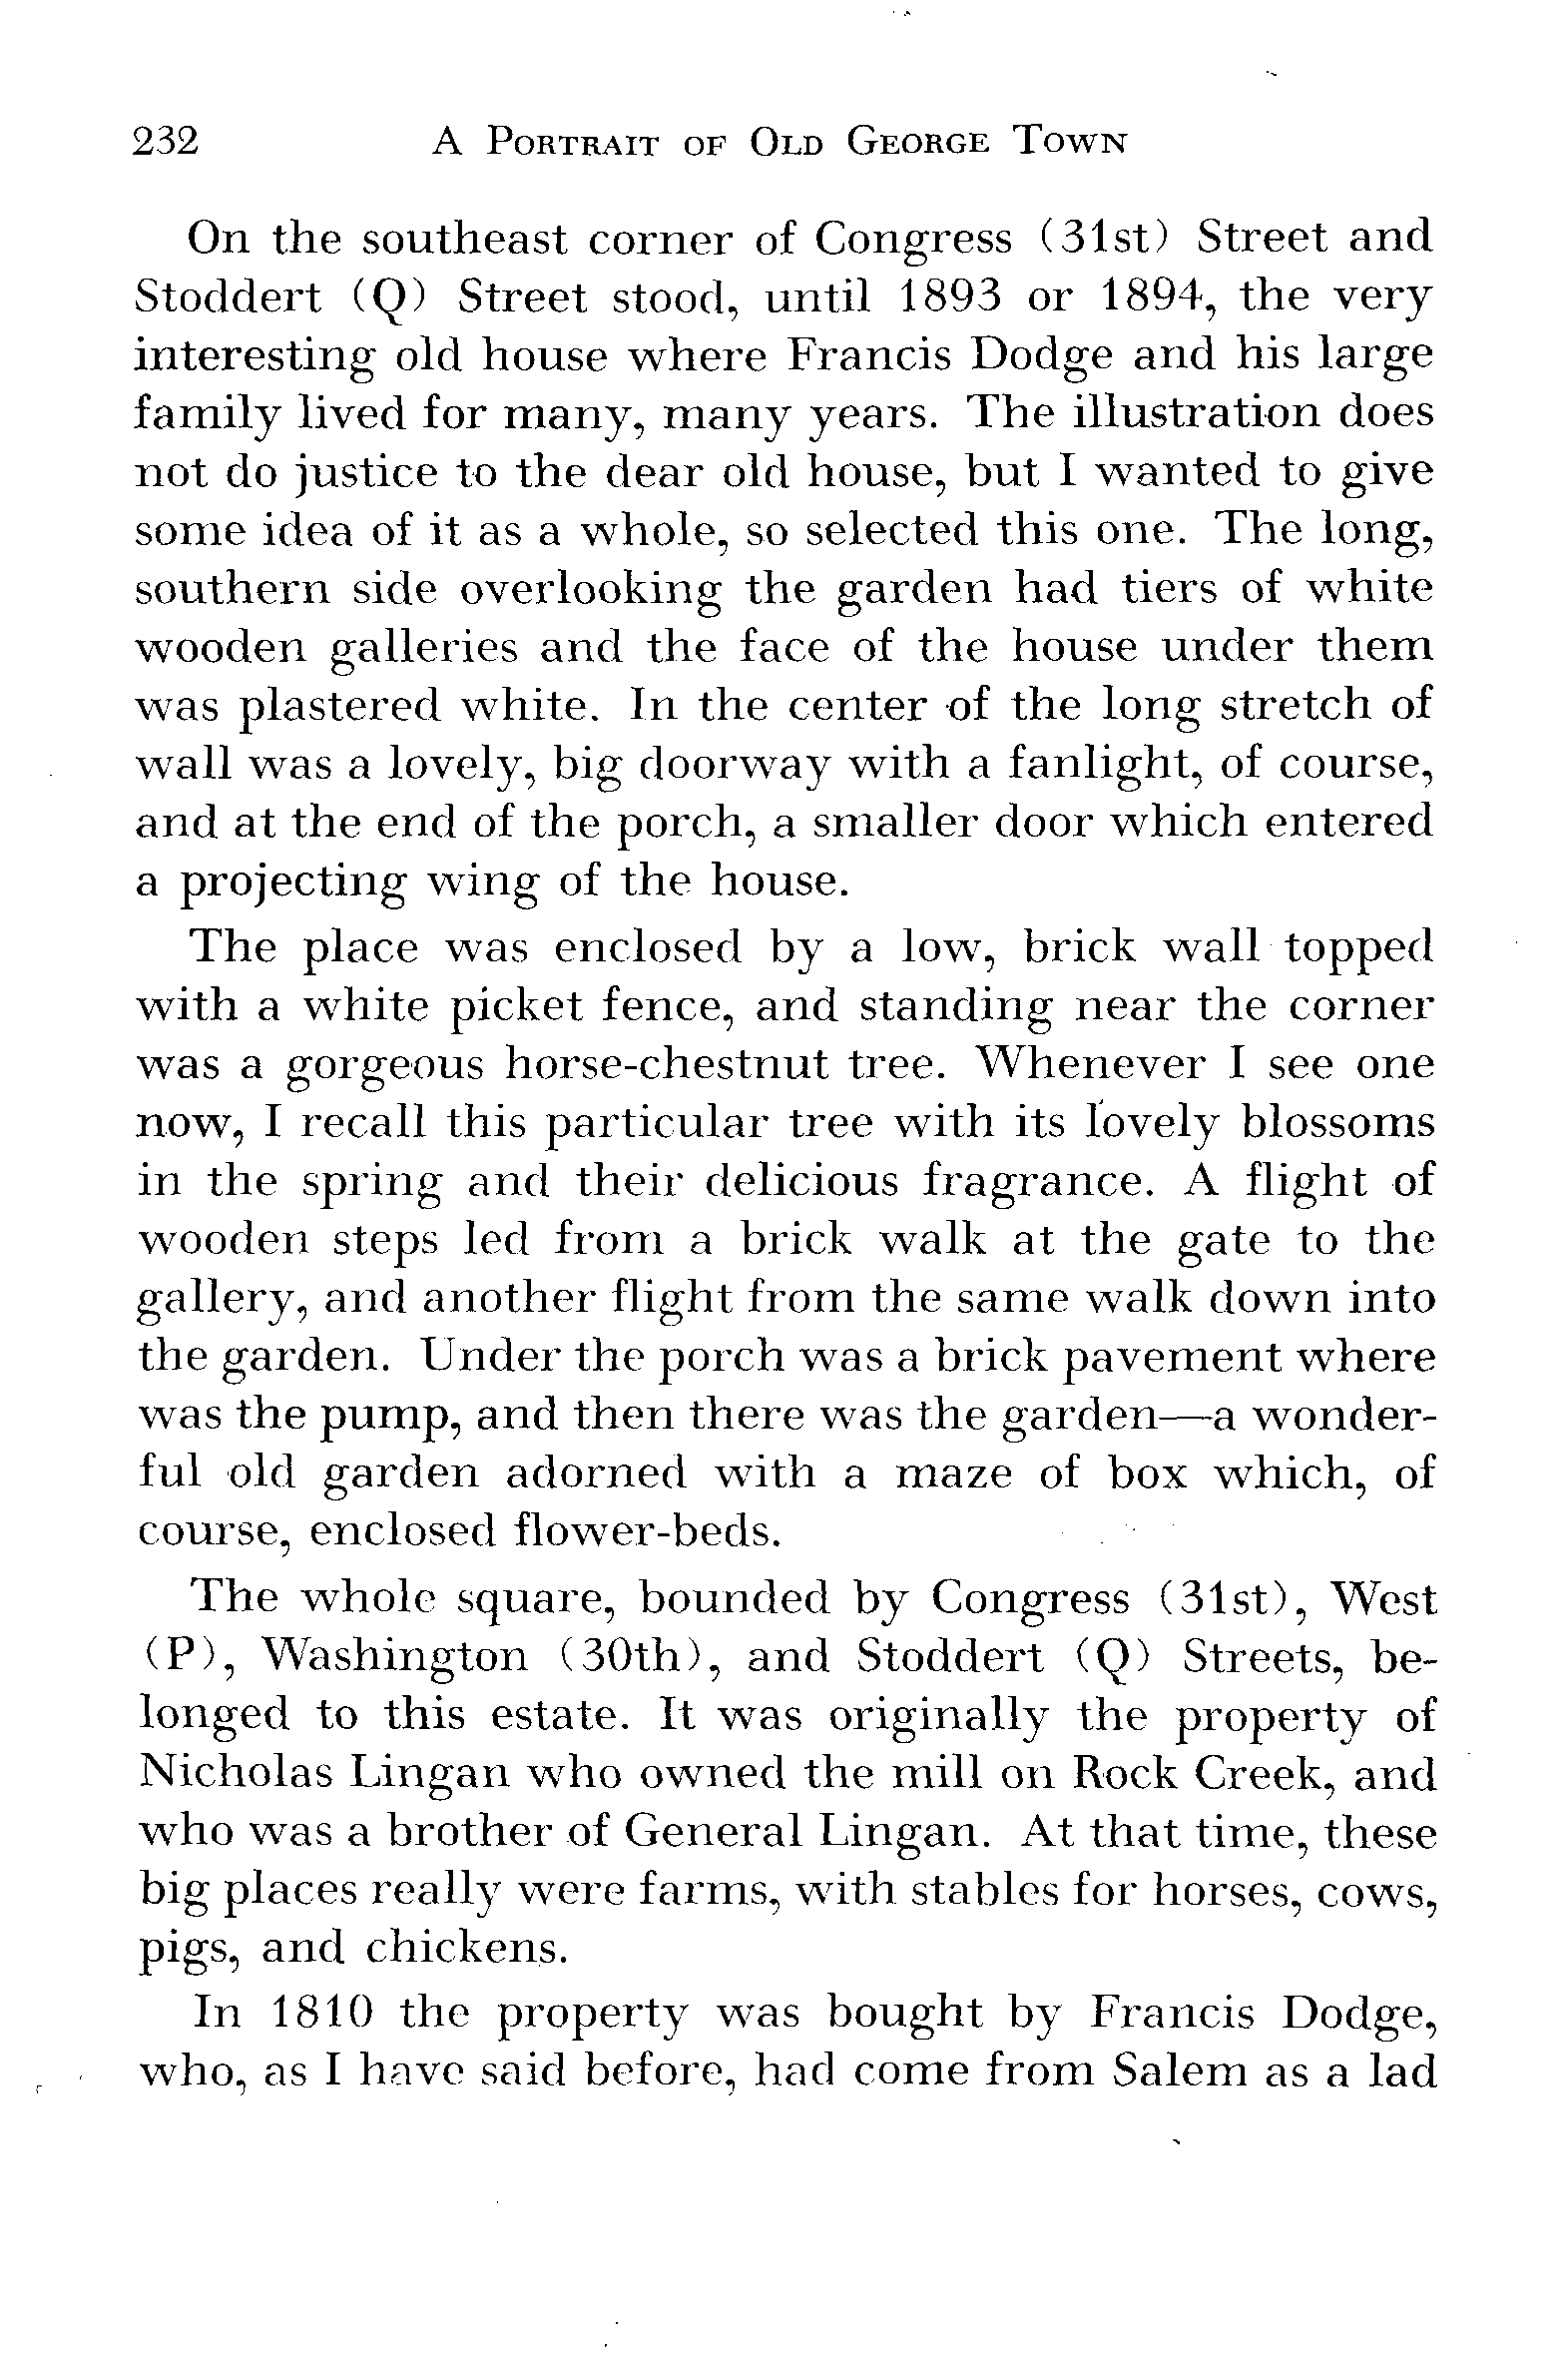 232 A Portrait of Old George Town
On the southeast corner of Congress (31st) Street and
Stoddert (Q) Street stood, until 1893 or 1894, the very
interesting old house where Francis Dodge and his large
family lived for many, many years. The illustration does
not do justice to the dear old house, but I wanted to give
some idea of it as a whole, so selected this one. The long,
southern side overlooking the garden had tiers of white
wooden galleries and the face of the house under them
was plastered white. In the center of the long stretch of
wall was a lovely, big doorway with a fanlight, of course,
and at the end of the porch, a smaller door which entered
a projecting wing of the house.
The place was enclosed by a low, brick wall topped
with a white picket fence, and standing near the corner
was a gorgeous horse-chestnut tree. Whenever I see one
now, I recall this particular tree with its lovely blossoms
in the spring and their delicious fragrance. A flight of
wooden steps led from a brick walk at the gate to the
gallery, and another flight from the same walk down into
the garden. Under the porch was a brick pavement where
was the pump, and then there was the garden—a wonder-
ful old garden adorned with a maze of box which, of
course, enclosed flower-beds.
The whole square, bounded by Congress (31st), West
(P), Washington (30th), and Stoddert (Q) Streets, be-
longed to this estate. It was originally the property of
Nicholas Lingan who owned the mill on Rock Creek, and
who was a brother of General Lingan. At that time, these
big places really were farms, with stables for horses, cows,
pigs, and chickens.
In 1810 the property was bought by Francis Dodge,
who, as I have said before, had come from Salem as a lad